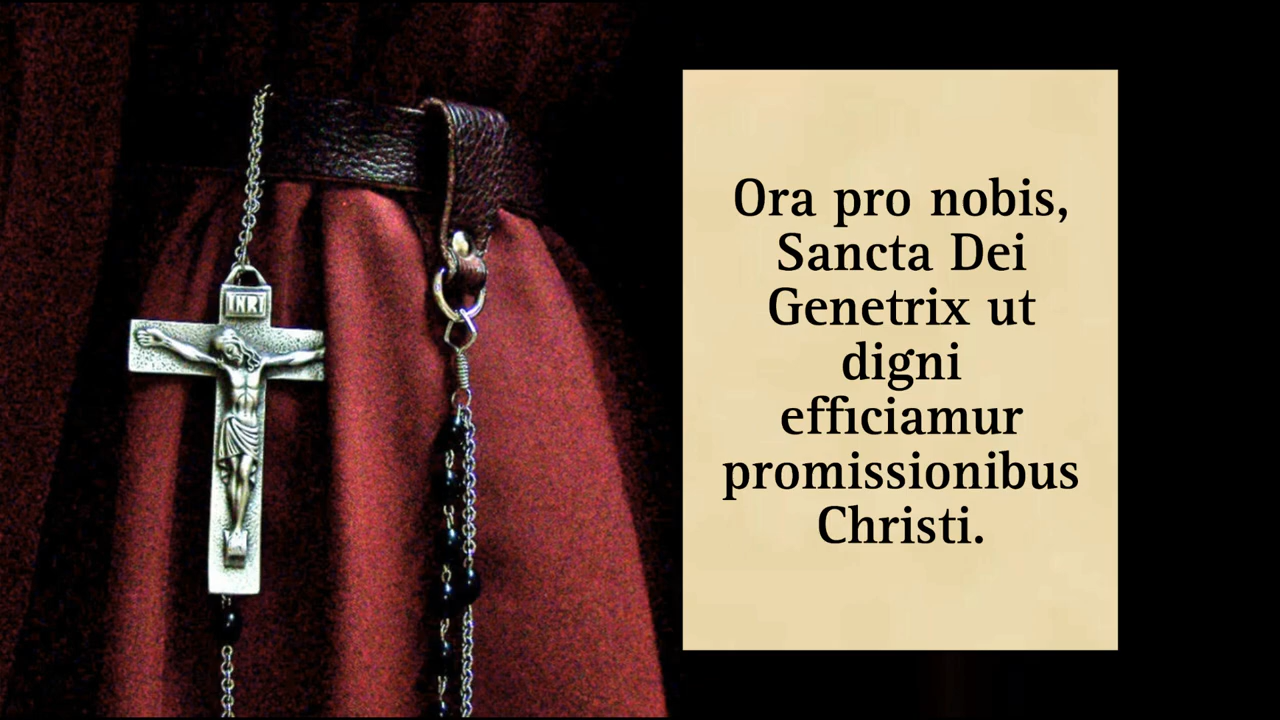 INRI
Ora pro nobis,
Sancta Dei
Genetrix ut
digni
efficiamur
promissionibus
Christi.